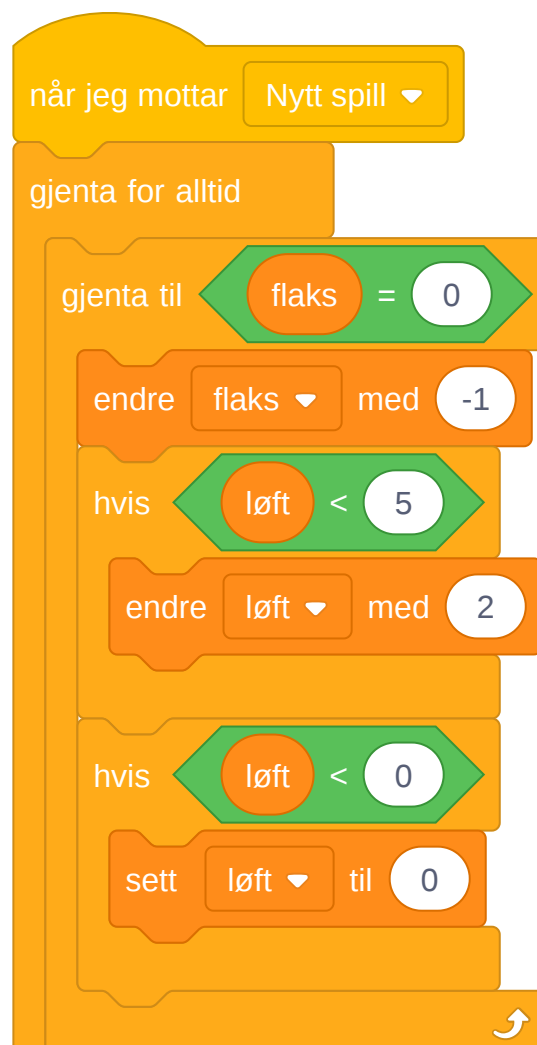 når jeg mottar Nytt spill
gjenta for alltid
gjenta til flaks = 0
endre flaks med -1
hvis løft < 5
endre løft med 2
hvis løft < 0
sett løft til 0